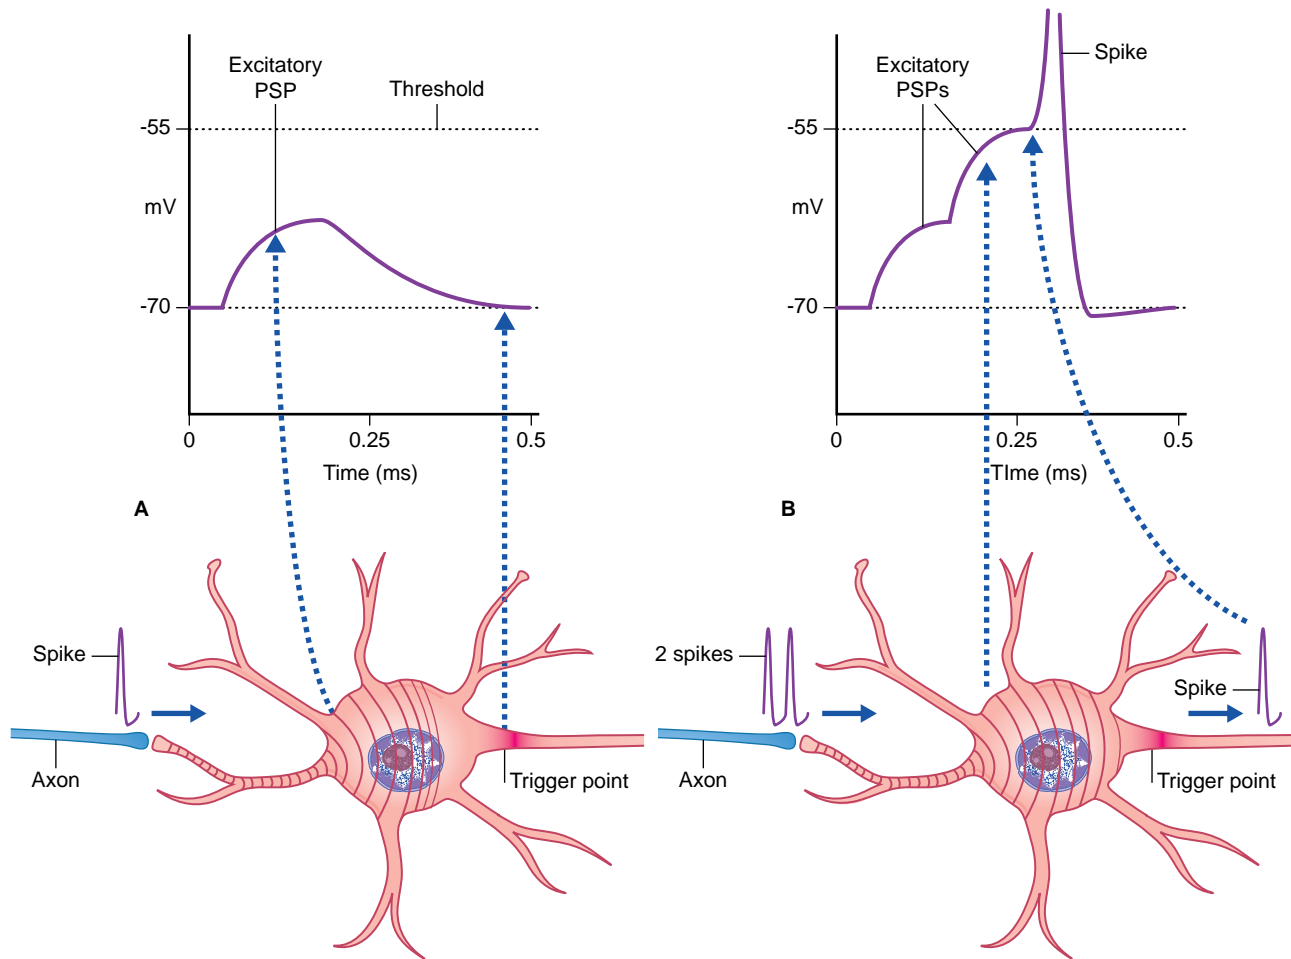 Excitatory
PSP
Threshold
-55
mV
-70
0
0.25
0.5
Time (ms)
A
Spike
Axon
Trigger point
Excitatory
PSPs
Spike
-55
mV
-70
0
0.25
0.5
TIme (ms)
B
2 spikes
Spike
Axon
Trigger point